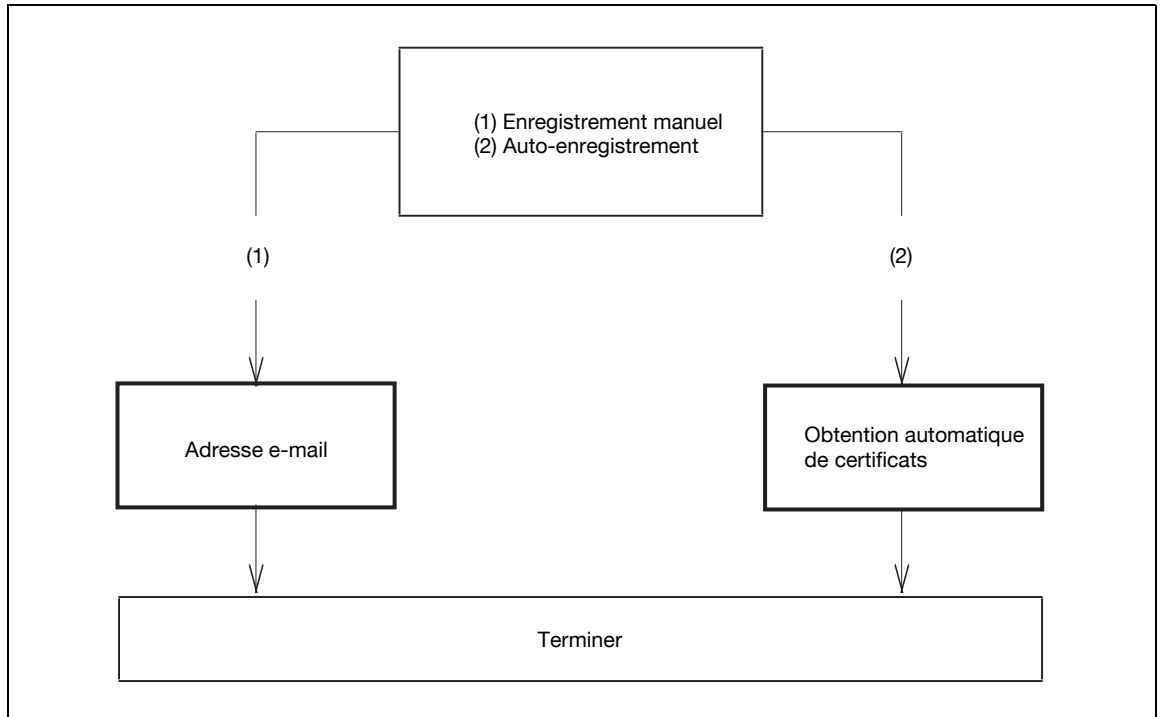 (1) Enregistrement manuel
(2) Auto-enregistrement
(1)
(2)
Adresse e-mail
Obtention automatique
de certificats
Terminer